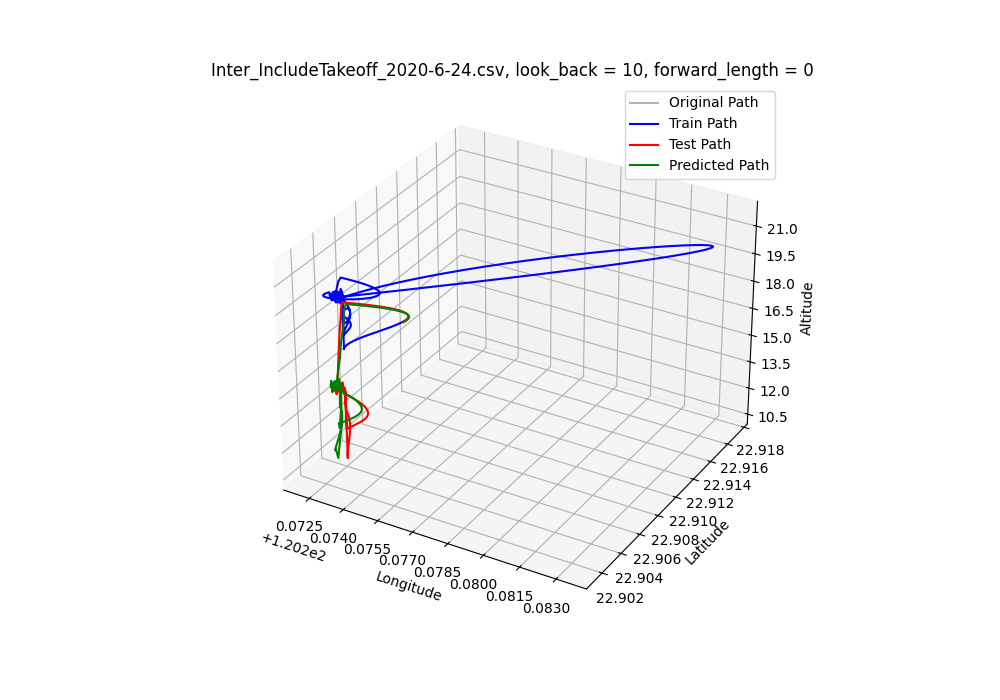 Inter_IncludeTakeoff_2020-6-24.csv, look_back = 10, forward_length = 0
Original Path
Train Path
Test Path
Predicted Path
21.0
19.5
18.0
16.5
15.0
13.5
12.0
10.5
Altitude
22.918
22.916
22.914
22.912
22.910
22.908
22.906
22.904
22.902
Latitude
0.0725
0.0740
0.0755
0.0770
0.0785
0.0800
0.0815
0.0830
+1.202e2
Longitude